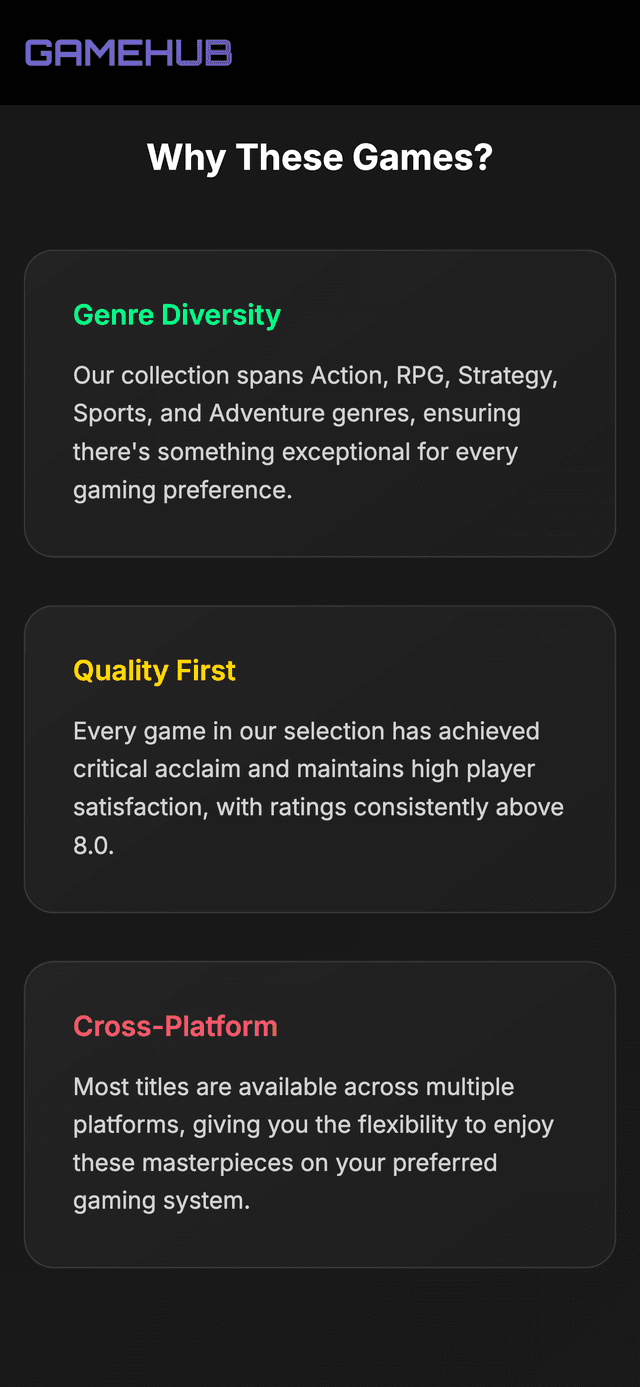 GAMEHUB
Why These Games?
Genre Diversity
Our collection spans Action, RPG, Strategy,
Sports, and Adventure genres, ensuring
there's something exceptional for every
gaming preference.
Quality First
Every game in our selection has achieved
critical acclaim and maintains high player
satisfaction, with ratings consistently above
8.0.
Cross-Platform
Most titles are available across multiple
platforms, giving you the flexibility to enjoy
these masterpieces on your preferred
gaming system.